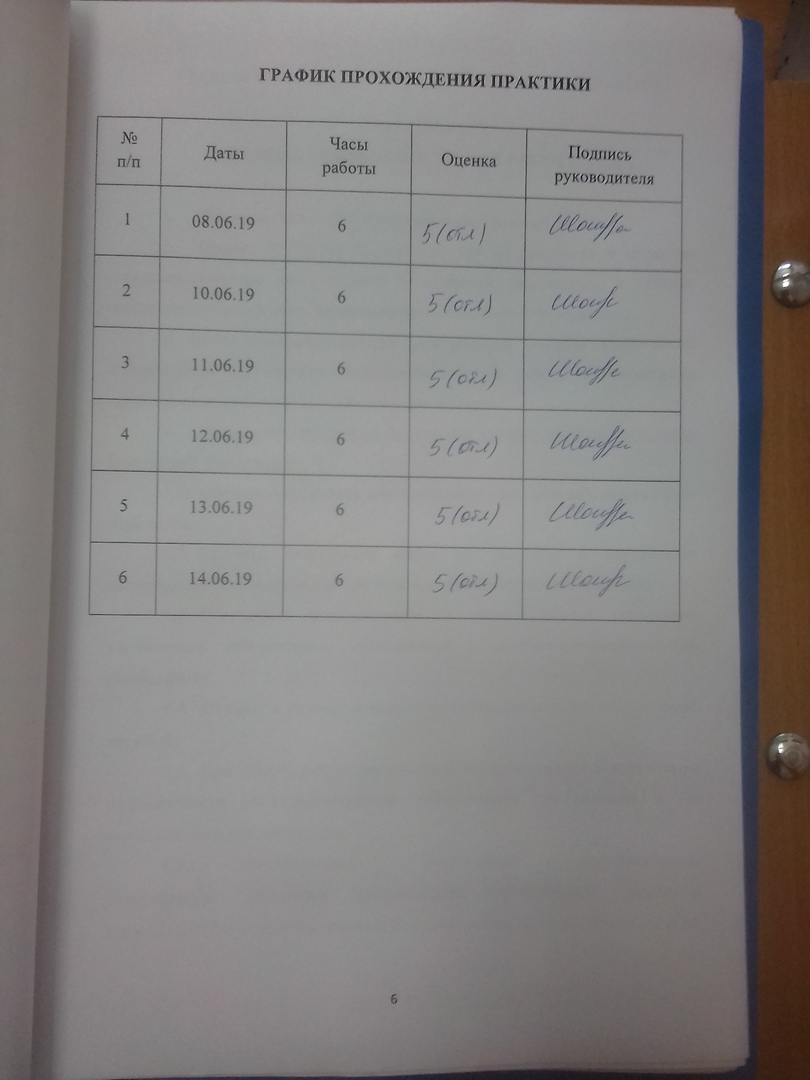 ГРАФИК ПРОХОЖДЕНИЯ ПРАКТИКИ
№ п/п Даты Часы работы Оценка Подпись руководителя
1 08.06.19 6 5 (отл)
2 10.06.19 6 5 (отл)
3 11.06.19 6 5 (отл)
4 12.06.19 6 5 (отл)
5 13.06.19 6 5 (отл)
6 14.06.19 6 5 (отл)
6